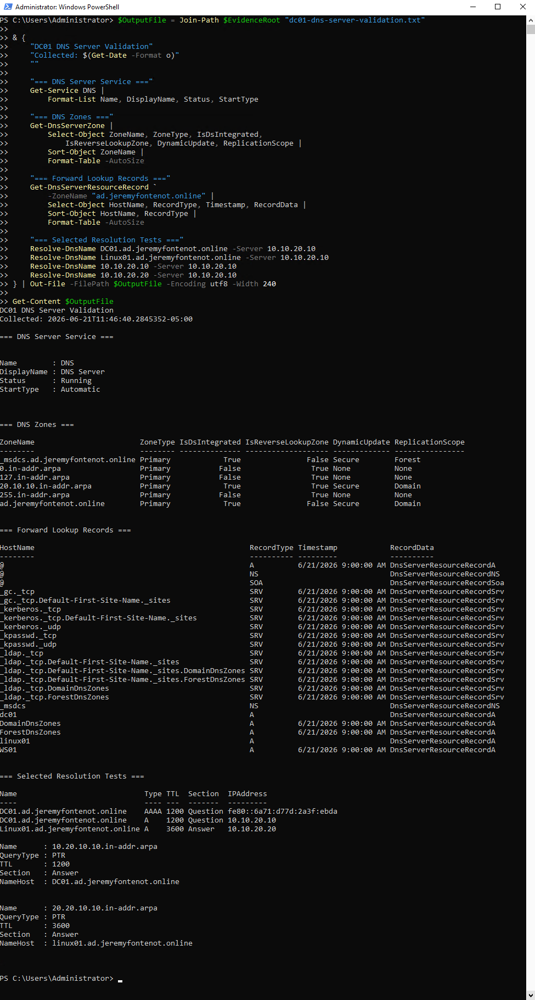 Administrator: Windows PowerShell
PS C:\Users\Administrator> $OutputFile = Join-Path $EvidenceRoot "dc01-dns-server-validation.txt"
>>
>> & {
>>     "DC01 DNS Server Validation"
>>     "Collected: $(Get-Date -Format o)"
>>     ""
>>
>>     "=== DNS Server Service ==="
>>     Get-Service DNS |
>>         Format-List Name, DisplayName, Status, StartType
>>
>>     "=== DNS Zones ==="
>>     Get-DnsServerZone |
>>         Select-Object ZoneName, ZoneType, IsDsIntegrated,
>>             IsReverseLookupZone, DynamicUpdate, ReplicationScope |
>>         Sort-Object ZoneName |
>>         Format-Table -AutoSize
>>
>>     "=== Forward Lookup Records ==="
>>     Get-DnsServerResourceRecord `
>>         -ZoneName "ad.jeremyfontenot.online" |
>>         Select-Object HostName, RecordType, Timestamp, RecordData |
>>         Sort-Object HostName, RecordType |
>>         Format-Table -AutoSize
>>
>>     "=== Selected Resolution Tests ==="
>>     Resolve-DnsName DC01.ad.jeremyfontenot.online -Server 10.10.20.10
>>     Resolve-DnsName Linux01.ad.jeremyfontenot.online -Server 10.10.20.10
>>     Resolve-DnsName 10.10.20.10 -Server 10.10.20.10
>>     Resolve-DnsName 10.10.20.20 -Server 10.10.20.10
>> } | Out-File -FilePath $OutputFile -Encoding utf8 -Width 240
>>
>> Get-Content $OutputFile
DC01 DNS Server Validation
Collected: 2026-06-21T11:46:40.2845352-05:00

=== DNS Server Service ===

Name        : DNS
DisplayName : DNS Server
Status      : Running
StartType   : Automatic

=== DNS Zones ===

ZoneName                        ZoneType IsDsIntegrated IsReverseLookupZone DynamicUpdate ReplicationScope
--------                        -------- -------------- ------------------- ------------- ----------------
_msdcs.ad.jeremyfontenot.online Primary            True               False Secure        Forest
0.in-addr.arpa                  Primary           False                True None          None
127.in-addr.arpa                Primary           False                True None          None
20.10.10.in-addr.arpa           Primary            True                True Secure        Domain
255.in-addr.arpa                Primary           False                True None          None
ad.jeremyfontenot.online        Primary            True               False Secure        Domain

=== Forward Lookup Records ===

HostName                                                 RecordType Timestamp            RecordData
--------                                                 ---------- ---------            ----------
@                                                        A          6/21/2026 9:00:00 AM DnsServerResourceRecordA
@                                                        NS                              DnsServerResourceRecordNS
@                                                        SOA                             DnsServerResourceRecordSoa
_gc._tcp                                                 SRV        6/21/2026 9:00:00 AM DnsServerResourceRecordSrv
_gc._tcp.Default-First-Site-Name._sites                  SRV        6/21/2026 9:00:00 AM DnsServerResourceRecordSrv
_kerberos._tcp                                           SRV        6/21/2026 9:00:00 AM DnsServerResourceRecordSrv
_kerberos._tcp.Default-First-Site-Name._sites            SRV        6/21/2026 9:00:00 AM DnsServerResourceRecordSrv
_kerberos._udp                                           SRV        6/21/2026 9:00:00 AM DnsServerResourceRecordSrv
_kpasswd._tcp                                            SRV        6/21/2026 9:00:00 AM DnsServerResourceRecordSrv
_kpasswd._udp                                            SRV        6/21/2026 9:00:00 AM DnsServerResourceRecordSrv
_ldap._tcp                                               SRV        6/21/2026 9:00:00 AM DnsServerResourceRecordSrv
_ldap._tcp.Default-First-Site-Name._sites                SRV        6/21/2026 9:00:00 AM DnsServerResourceRecordSrv
_ldap._tcp.Default-First-Site-Name._sites.DomainDnsZones SRV        6/21/2026 9:00:00 AM DnsServerResourceRecordSrv
_ldap._tcp.Default-First-Site-Name._sites.ForestDnsZones SRV        6/21/2026 9:00:00 AM DnsServerResourceRecordSrv
_ldap._tcp.DomainDnsZones                                SRV        6/21/2026 9:00:00 AM DnsServerResourceRecordSrv
_ldap._tcp.ForestDnsZones                                SRV        6/21/2026 9:00:00 AM DnsServerResourceRecordSrv
_msdcs                                                   NS                              DnsServerResourceRecordNS
dc01                                                     A                               DnsServerResourceRecordA
DomainDnsZones                                           A          6/21/2026 9:00:00 AM DnsServerResourceRecordA
ForestDnsZones                                           A          6/21/2026 9:00:00 AM DnsServerResourceRecordA
linux01                                                  A                               DnsServerResourceRecordA
WS01                                                     A          6/21/2026 9:00:00 AM DnsServerResourceRecordA

=== Selected Resolution Tests ===

Name                             Type TTL  Section  IPAddress
----                             ---- ---  -------  ---------
DC01.ad.jeremyfontenot.online    AAAA 1200 Question fe80::6a71:d77d:2a3f:ebda
DC01.ad.jeremyfontenot.online    A    1200 Question 10.10.20.10
Linux01.ad.jeremyfontenot.online A    3600 Answer   10.10.20.20

Name      : 10.20.10.10.in-addr.arpa
QueryType : PTR
TTL       : 1200
Section   : Answer
NameHost  : DC01.ad.jeremyfontenot.online

Name      : 20.20.10.10.in-addr.arpa
QueryType : PTR
TTL       : 3600
Section   : Answer
NameHost  : linux01.ad.jeremyfontenot.online

PS C:\Users\Administrator>